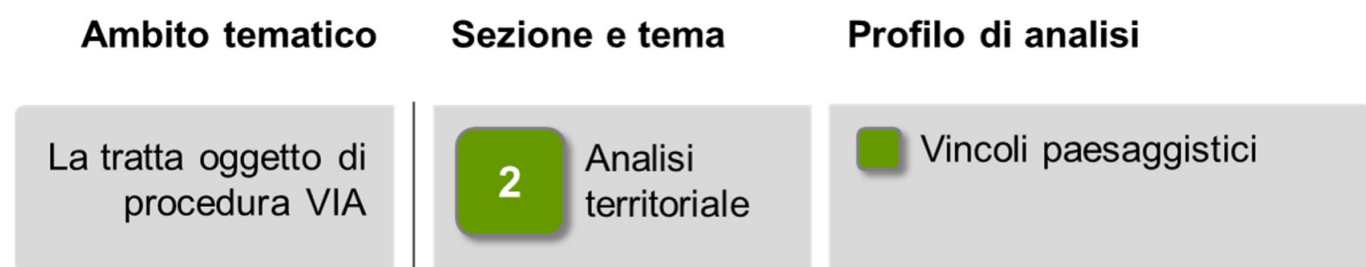 Ambito tematico
Sezione e tema
Profilo di analisi
La tratta oggetto di
procedura VIA
2
Analisi
territoriale
Vincoli paesaggistici